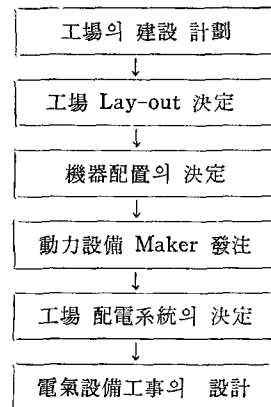 工場의 建設 計劃
工場 Lay-out 決定
機器配置의 決定
動力設備 Maker 發注
工場 配電系統의 決定
電氣設備工事의 設計